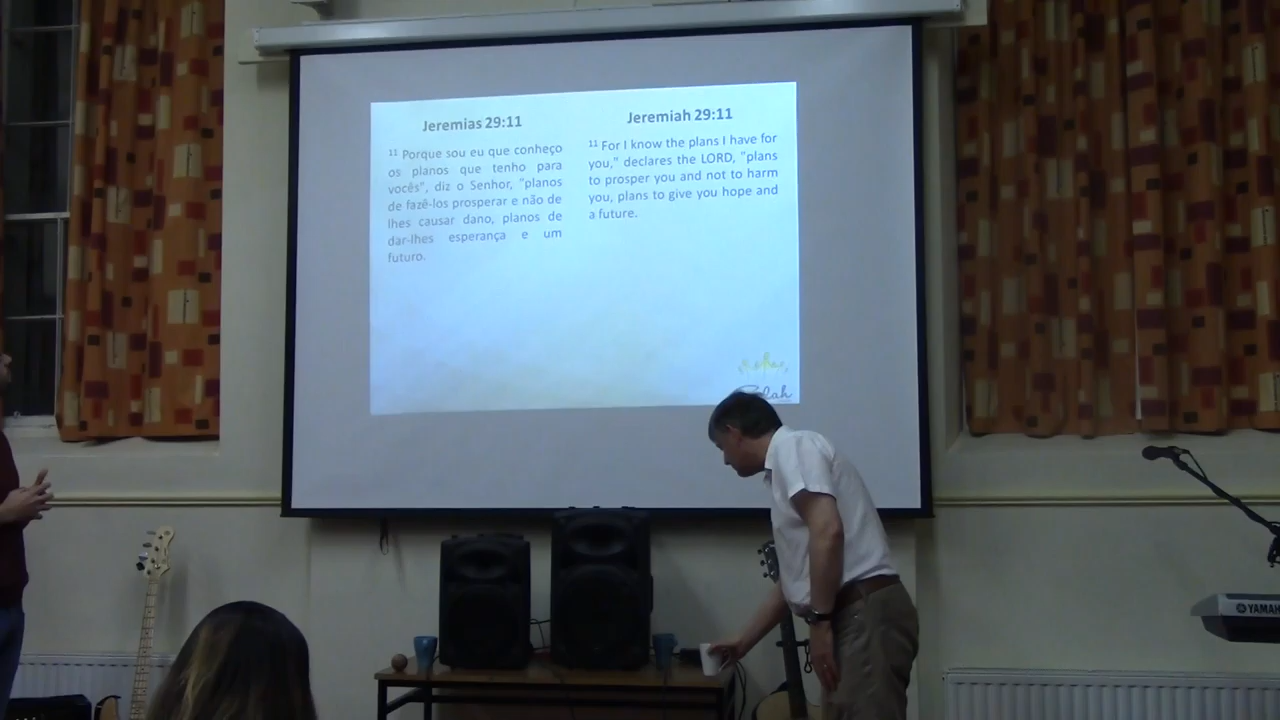 Jeremias 29:11
11 Porque sou eu que conheço
os planos que tenho para
vocês", diz o Senhor, "planos
de fazê-los prosperar e não de
lhes causar dano, planos de
dar-lhes esperança e um
futuro.
Jeremiah 29:11
11 For I know the plans I have for
you," declares the LORD, "plans
to prosper you and not to harm
you, plans to give you hope and
a future.
YAMAHA